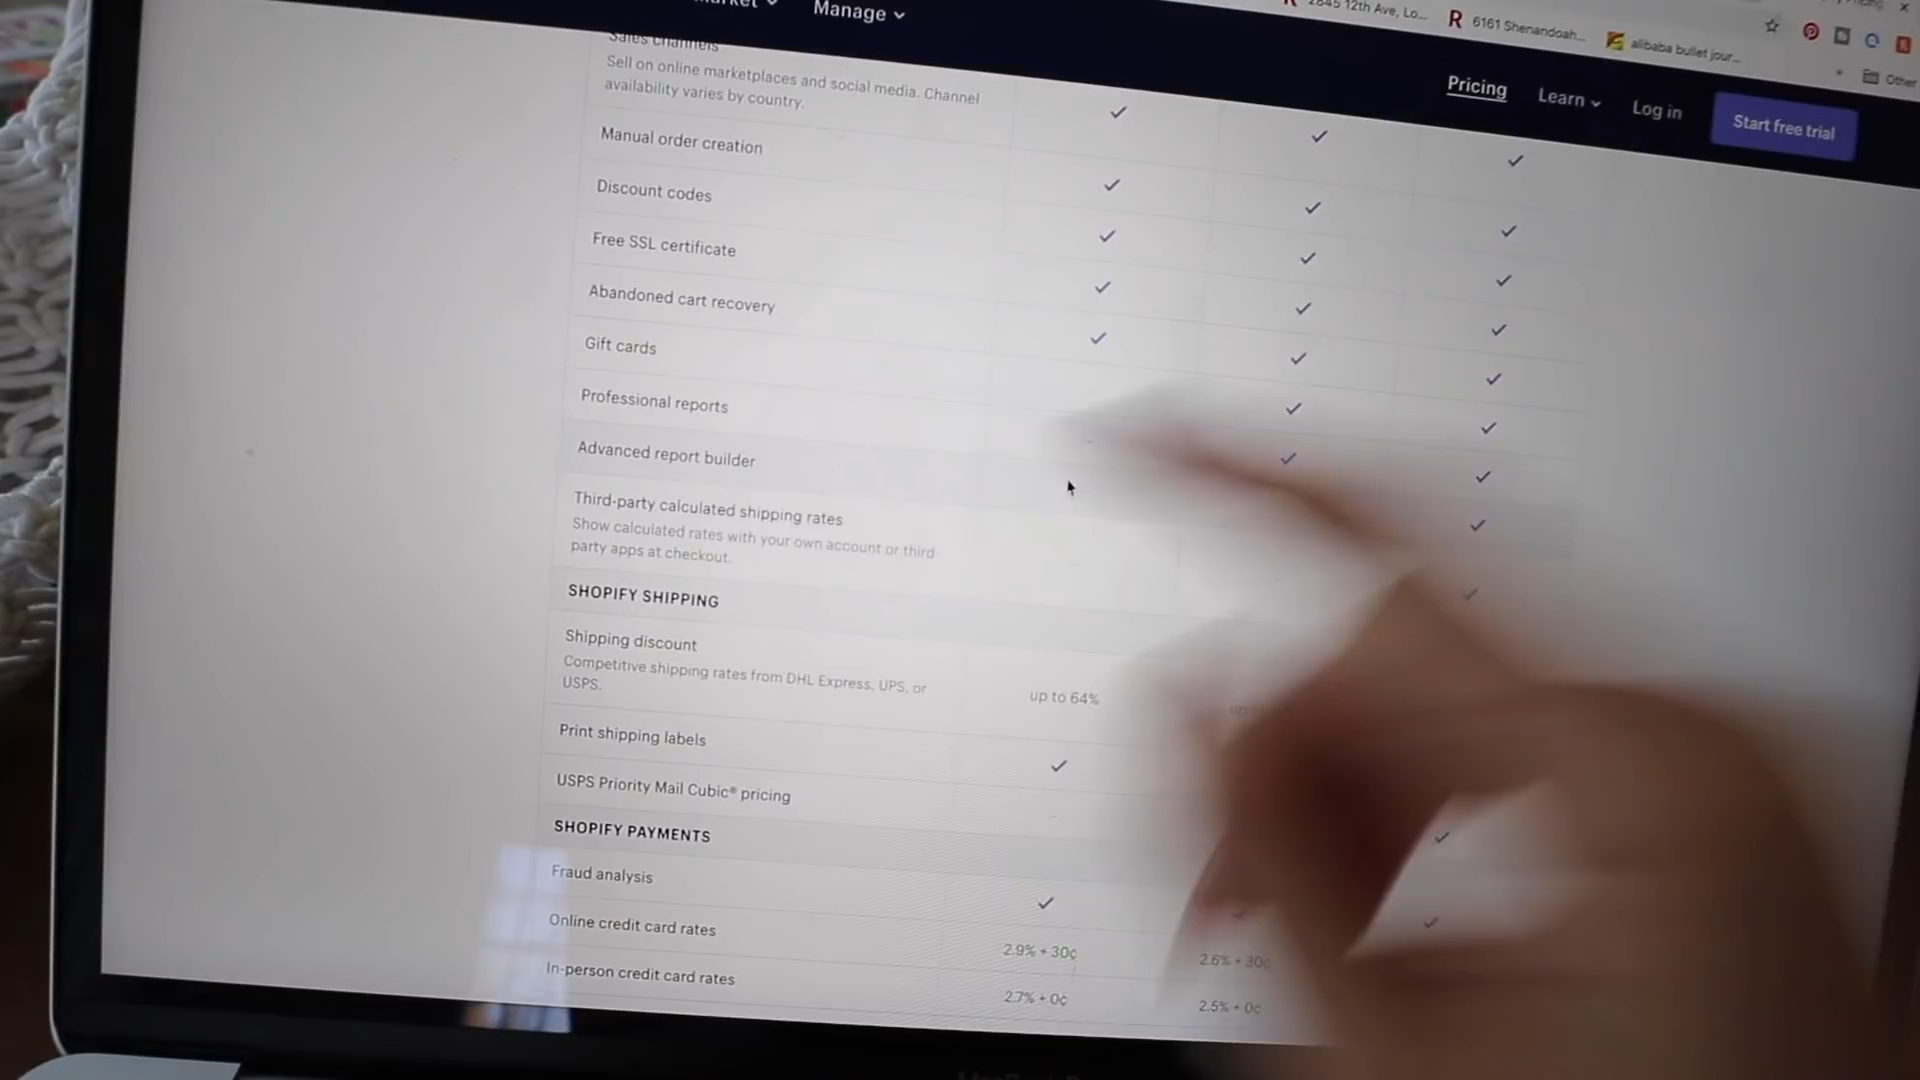 Manage
2845 12th Ave, Lo...
6161 Shenandoah...
alibaba bullet jour...
Other
Pricing
Learn
Log in
Start free trial
Sales channels
Sell on online marketplaces and social media. Channel
availability varies by country.
Manual order creation
Discount codes
Free SSL certificate
Abandoned cart recovery
Gift cards
Professional reports
Advanced report builder
Third-party calculated shipping rates
Show calculated rates with your own account or third
party apps at checkout.
SHOPIFY SHIPPING
Shipping discount
Competitive shipping rates from DHL Express, UPS, or
USPS.
up to 64%
Print shipping labels
USPS Priority Mail Cubic® pricing
SHOPIFY PAYMENTS
Fraud analysis
Online credit card rates
2.9% + 30¢
2.6% + 30¢
In-person credit card rates
2.7% + 0¢
2.5% + 0¢